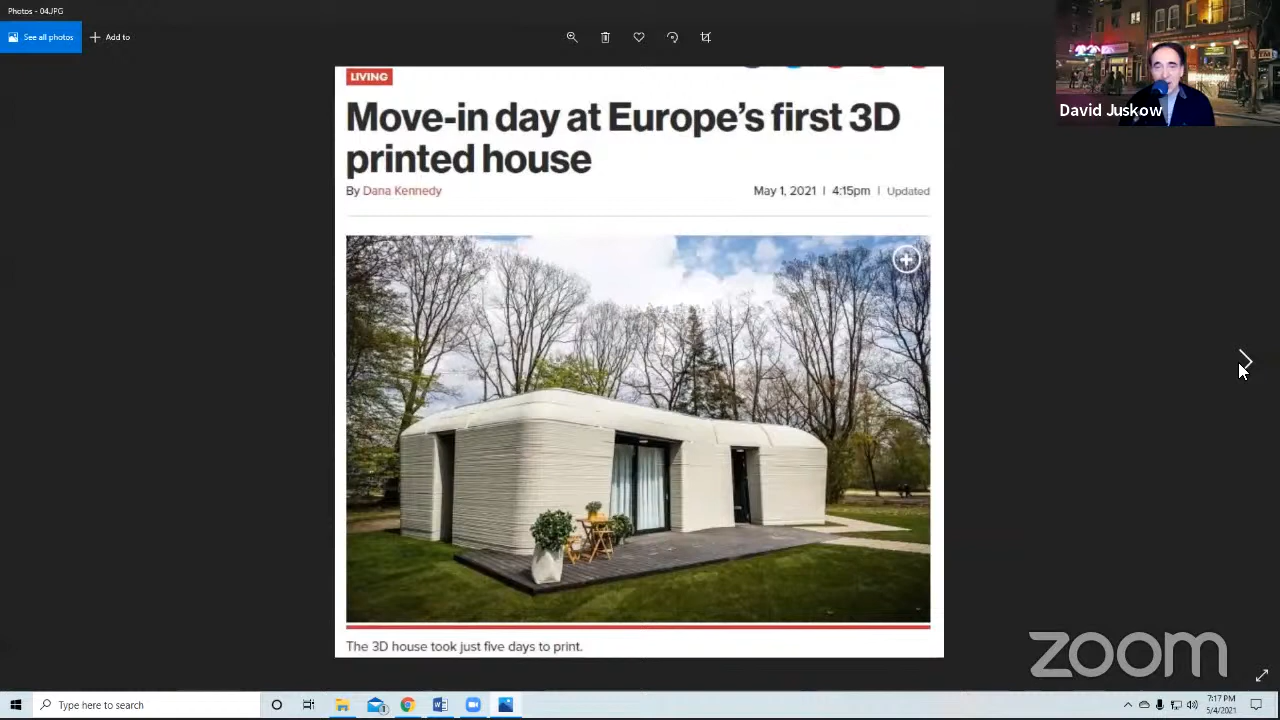 Photos - 04.JPG
See all photos
Add to
David Juskow
LIVING
Move-in day at Europe's first 3D
printed house
By Dana Kennedy
May 1, 2021 | 4:15pm | Updated
The 3D house took just five days to print.
zoom
Type here to search
7:17 PM
5/4/2021